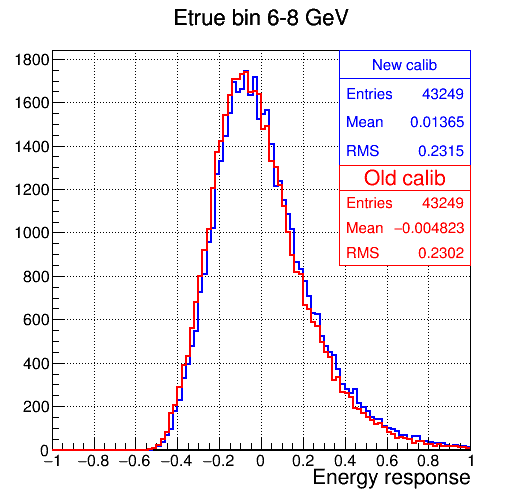 Etrue bin 6-8 GeV
New calib
Entries 43249
Mean 0.01365
RMS 0.2315
Old calib
Entries 43249
Mean −0.004823
RMS 0.2302
1800
1600
1400
1200
1000
800
600
400
200
0
−1 −0.8 −0.6 −0.4 −0.2 0 0.2 0.4 0.6 0.8 1
Energy response